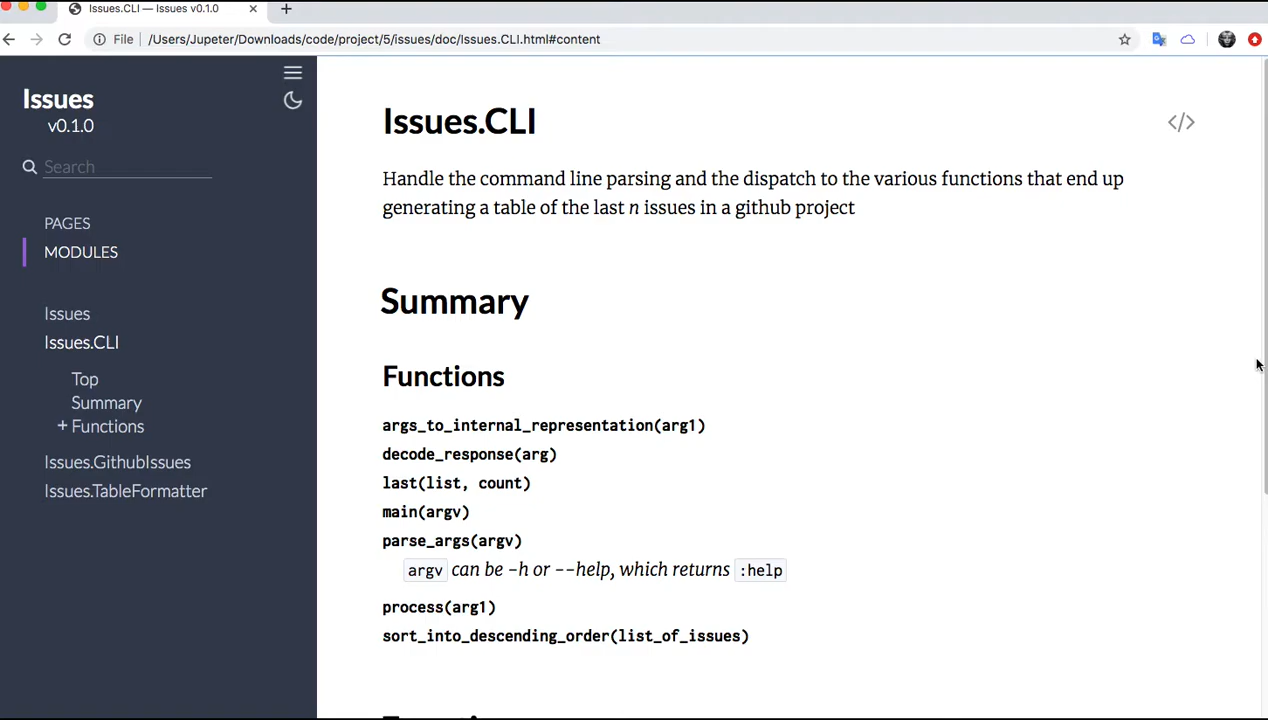 Issues.CLI — Issues v0.1.0
File
/Users/Jupeter/Downloads/code/project/5/issues/doc/Issues.CLI.html#content
Issues
v0.1.0
Search
PAGES
MODULES
Issues
Issues.CLI
Top
Summary
+ Functions
Issues.GithubIssues
Issues.TableFormatter
Issues.CLI
</>
Handle the command line parsing and the dispatch to the various functions that end up
generating a table of the last n issues in a github project
Summary
Functions
args_to_internal_representation(arg1)
decode_response(arg)
last(list, count)
main(argv)
parse_args(argv)
argv can be -h or --help, which returns :help
process(arg1)
sort_into_descending_order(list_of_issues)